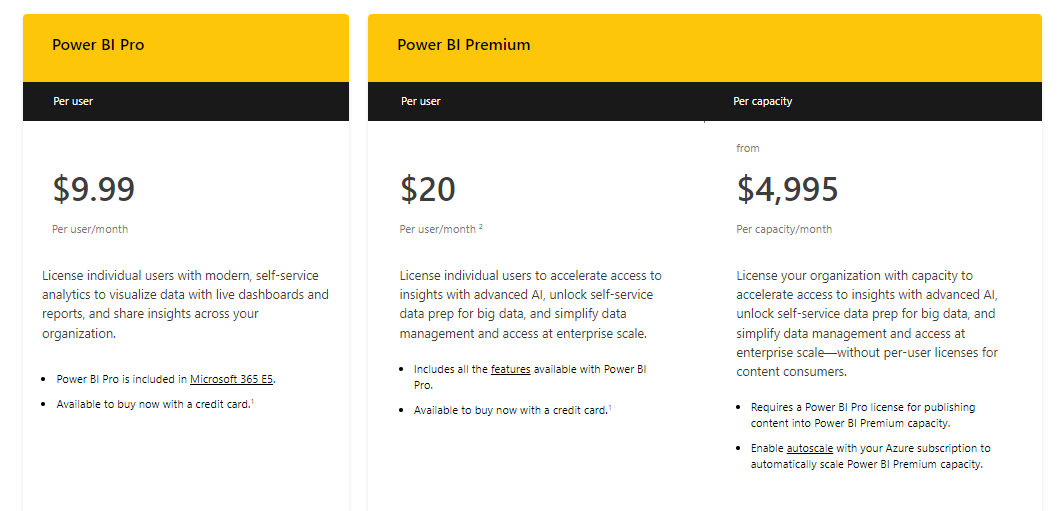 Power BI Pro
Per user
$9.99
Per user/month
License individual users with modern, self-service
analytics to visualize data with live dashboards and
reports, and share insights across your
organization.
Power BI Pro is included in Microsoft 365 E5.
Available to buy now with a credit card.¹
Power BI Premium
Per user
$20
Per user/month ²
License individual users to accelerate access to
insights with advanced AI, unlock self-service
data prep for big data, and simplify data
management and access at enterprise scale.
Includes all the features available with Power BI
Pro.
Available to buy now with a credit card.¹
Per capacity
from
$4,995
Per capacity/month
License your organization with capacity to
accelerate access to insights with advanced AI,
unlock self-service data prep for big data, and
simplify data management and access at
enterprise scale—without per-user licenses for
content consumers.
Requires a Power BI Pro license for publishing
content into Power BI Premium capacity.
Enable autoscale with your Azure subscription to
automatically scale Power BI Premium capacity.